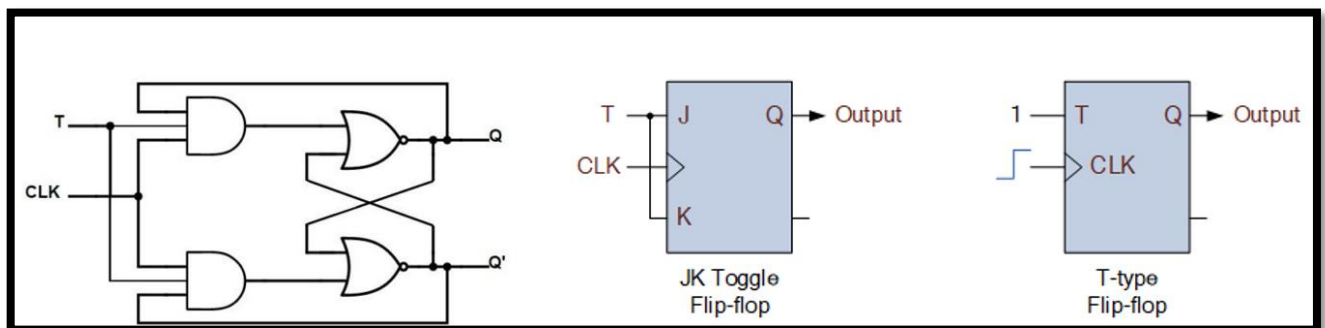 T
CLK
Q
Q'
T
CLK
J
K
Q
Output
JK Toggle
Flip-flop
1
T
CLK
Q
Output
T-type
Flip-flop